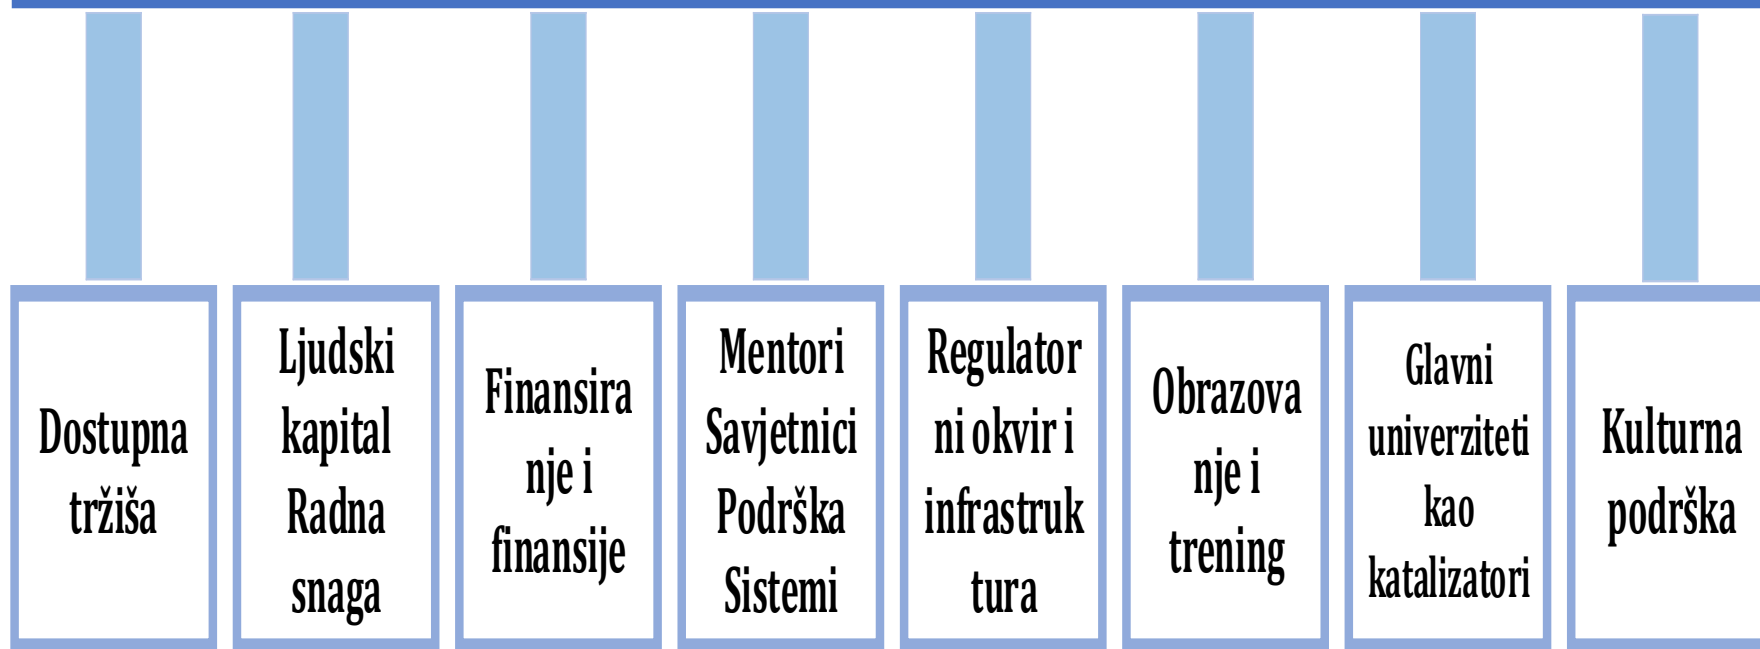 Dostupna
tržiša
Ljudski
kapital
Radna
snaga
Finansira
nje i
finansije
Mentori
Savjetnici
Podrška
Sistemi
Regulator
ni okvir i
infrastruk
tura
Obrazova
nje i
trening
Glavni
univerziteti
kao
katalizatori
Kulturna
podrška